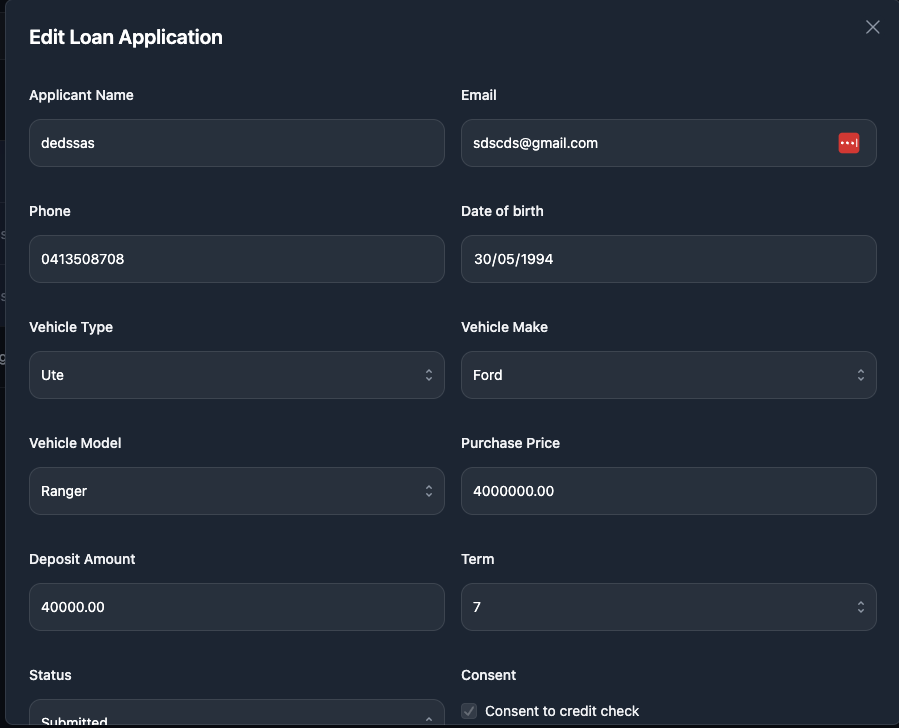 Edit Loan Application
Applicant Name
Email
dedssas
sdscds@gmail.com
Phone
Date of birth
0413508708
30/05/1994
Vehicle Type
Vehicle Make
Ute
Ford
Vehicle Model
Purchase Price
Ranger
4000000.00
Deposit Amount
Term
40000.00
7
Status
Consent
Submitted
Consent to credit check